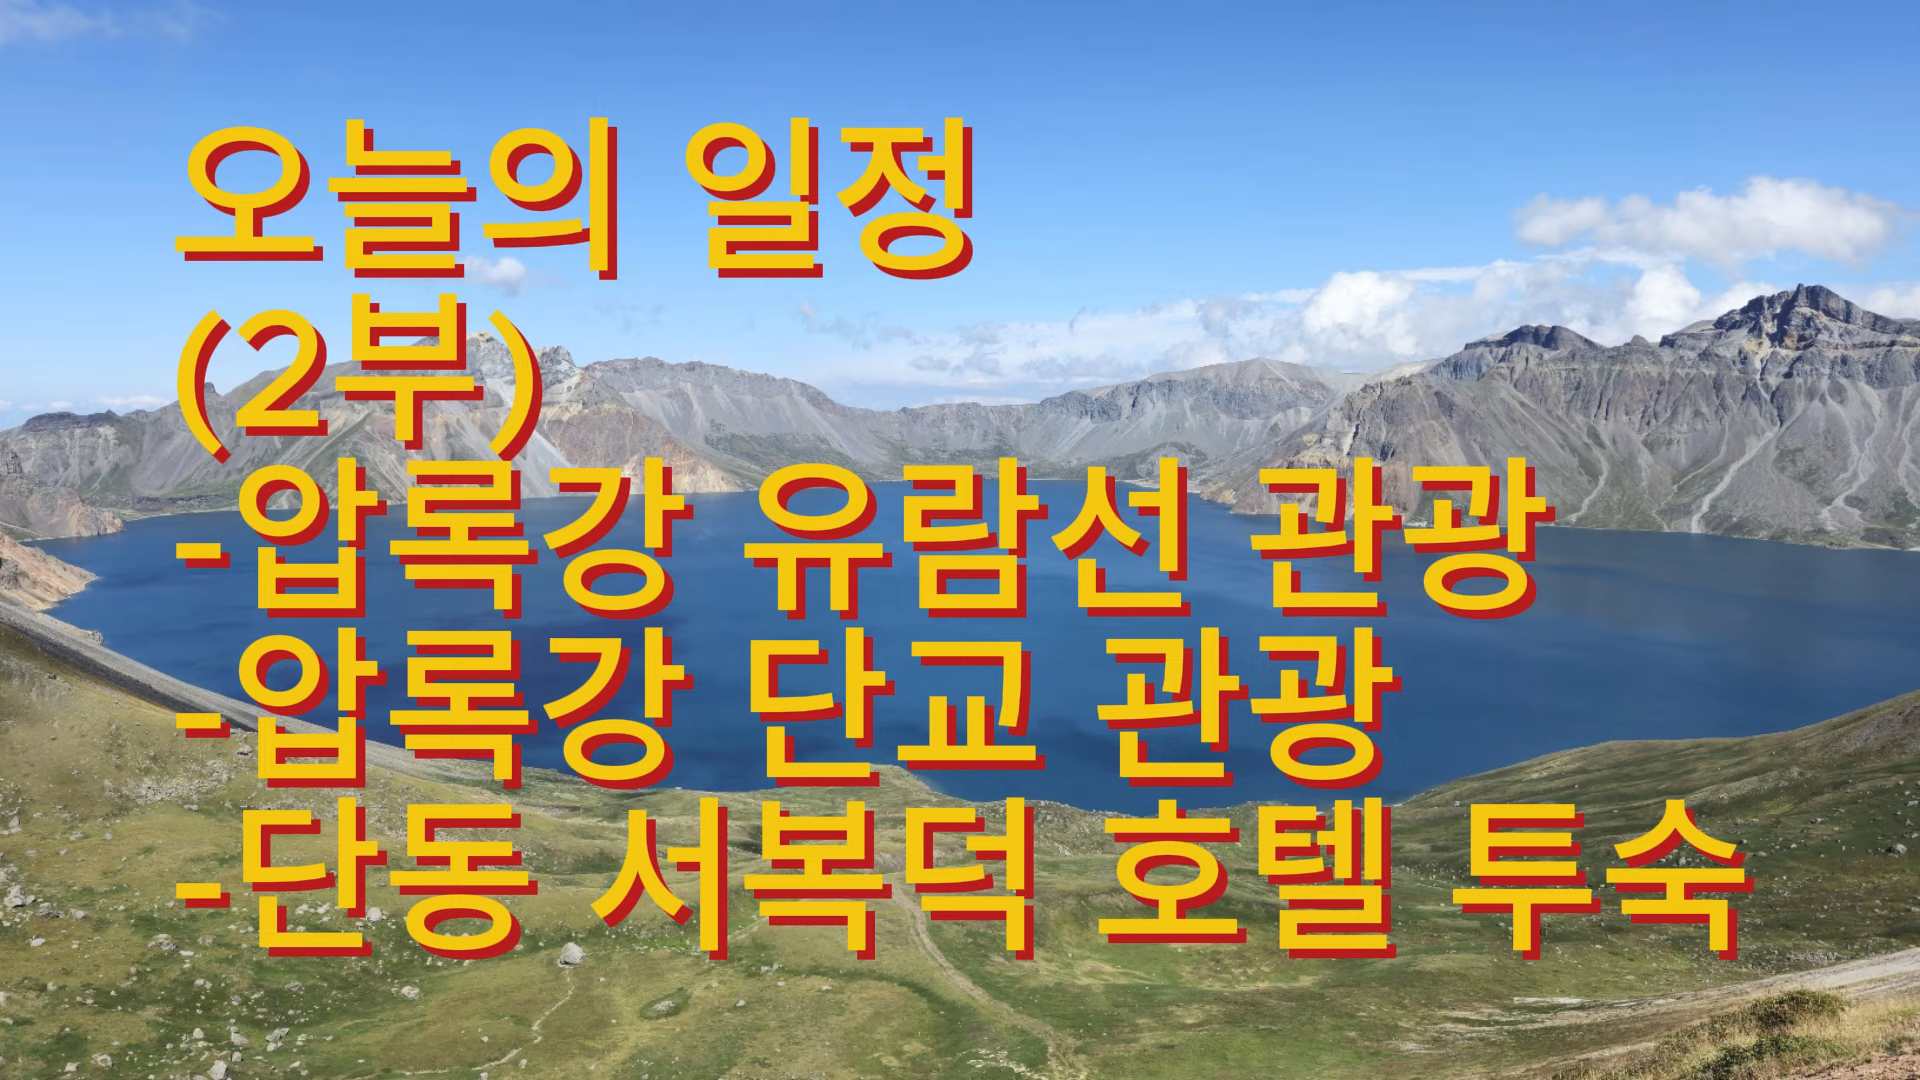 오늘의 일정
(2부)
-압록강 유람선 관광
-압록강 단교 관광
-단동 서복덕 호텔 투숙